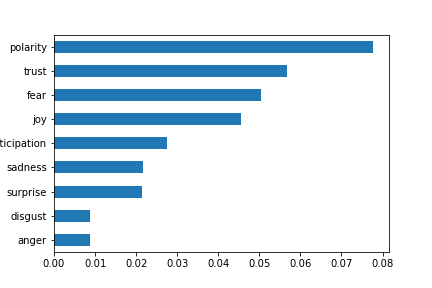 polarity
trust
fear
joy
ticipation
sadness
surprise
disgust
anger
0.00 0.01 0.02 0.03 0.04 0.05 0.06 0.07 0.08